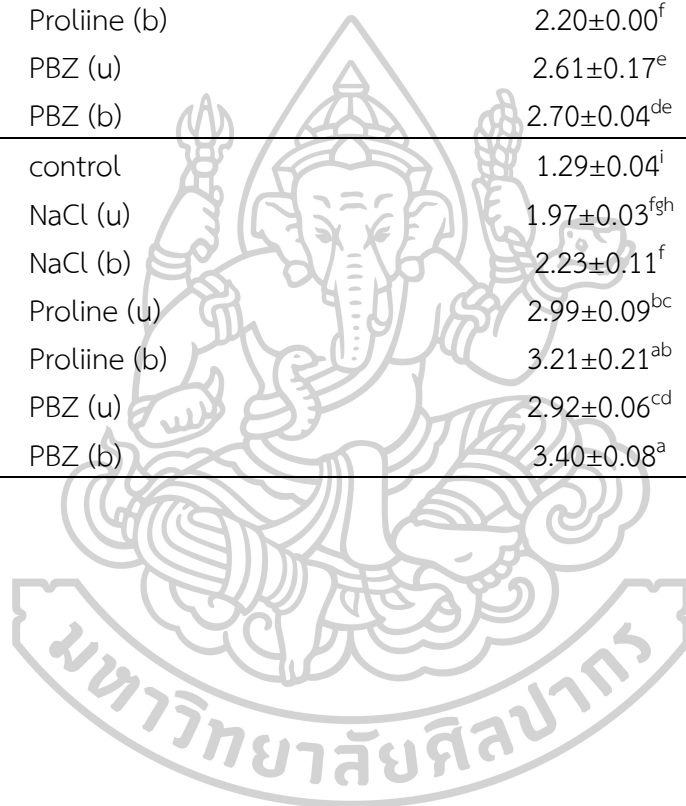 Proliine (b) 2.20±0.00f
PBZ (u) 2.61±0.17e
PBZ (b) 2.70±0.04de
control 1.29±0.04i
NaCl (u) 1.97±0.03fgh
NaCl (b) 2.23±0.11f
Proline (u) 2.99±0.09bc
Proliine (b) 3.21±0.21ab
PBZ (u) 2.92±0.06cd
PBZ (b) 3.40±0.08a
มหาวิทยาลัยศิลปากร